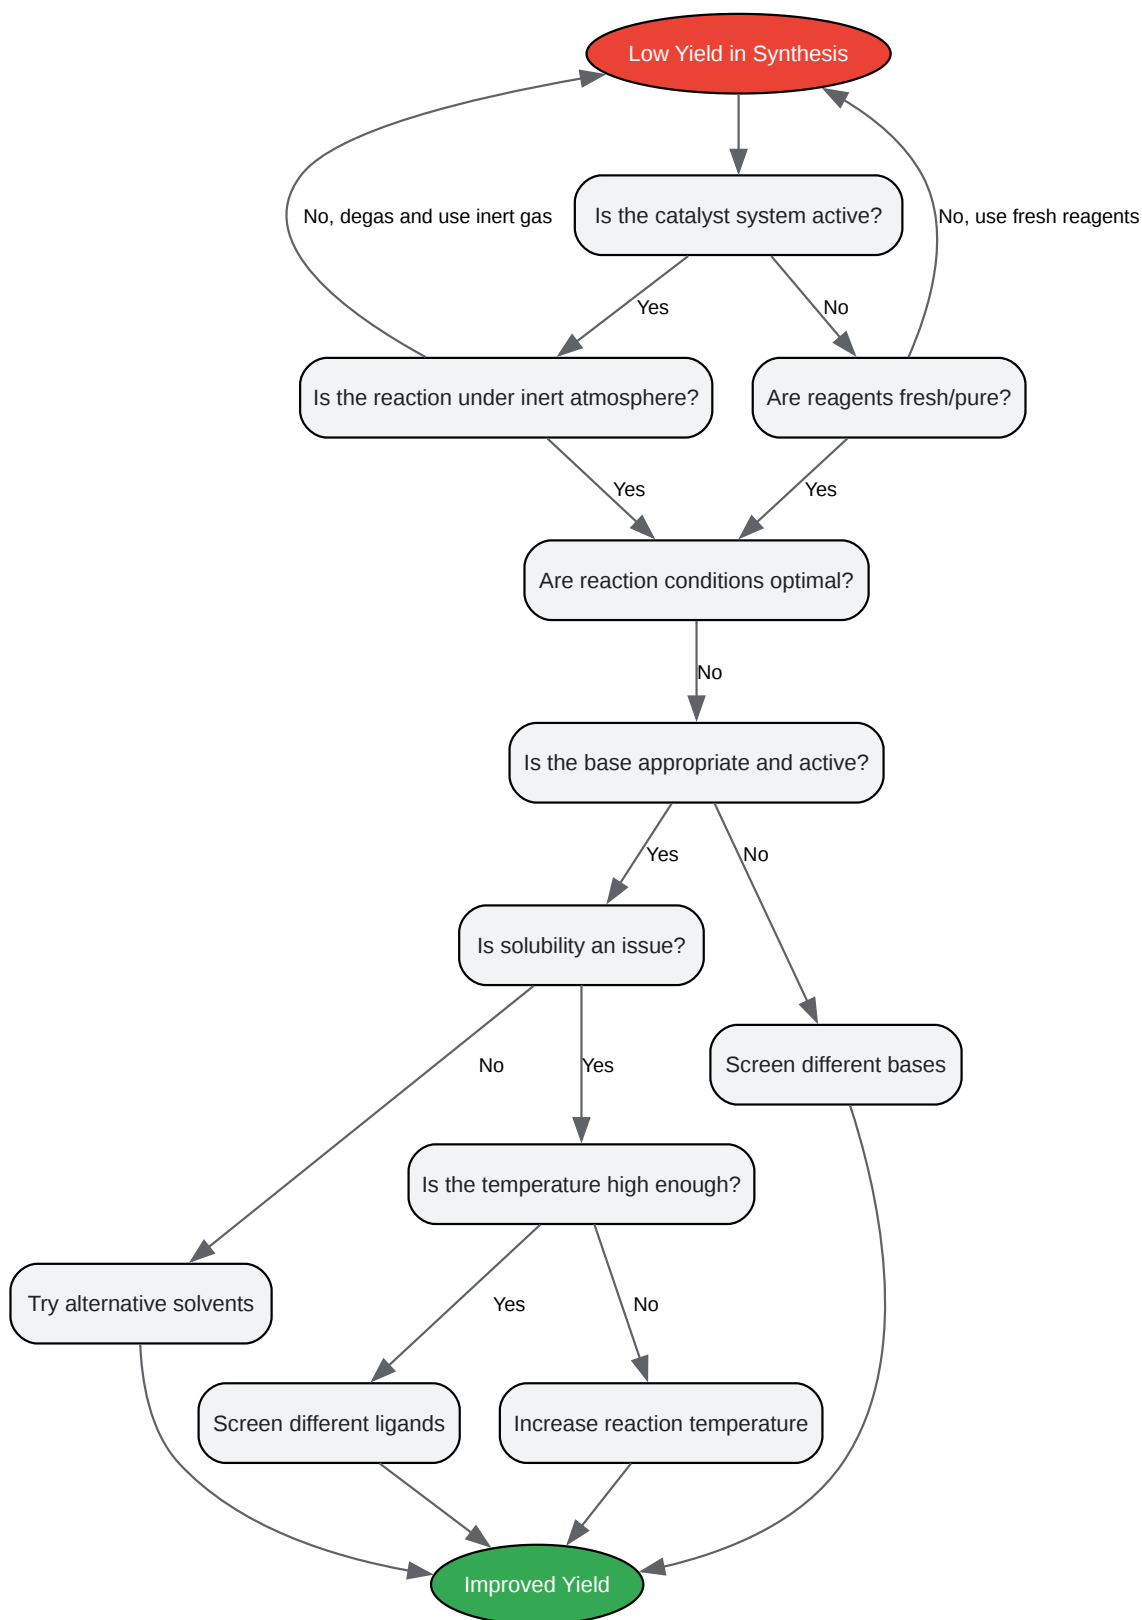 Low Yield in Synthesis
Is the catalyst system active?
No, degas and use inert gas
No, use fresh reagents
Yes
No
Is the reaction under inert atmosphere?
Are reagents fresh/pure?
Yes
Yes
Are reaction conditions optimal?
No
Is the base appropriate and active?
Yes
No
Is solubility an issue?
No
Yes
Screen different bases
Is the temperature high enough?
Try alternative solvents
Yes
No
Screen different ligands
Increase reaction temperature
Improved Yield